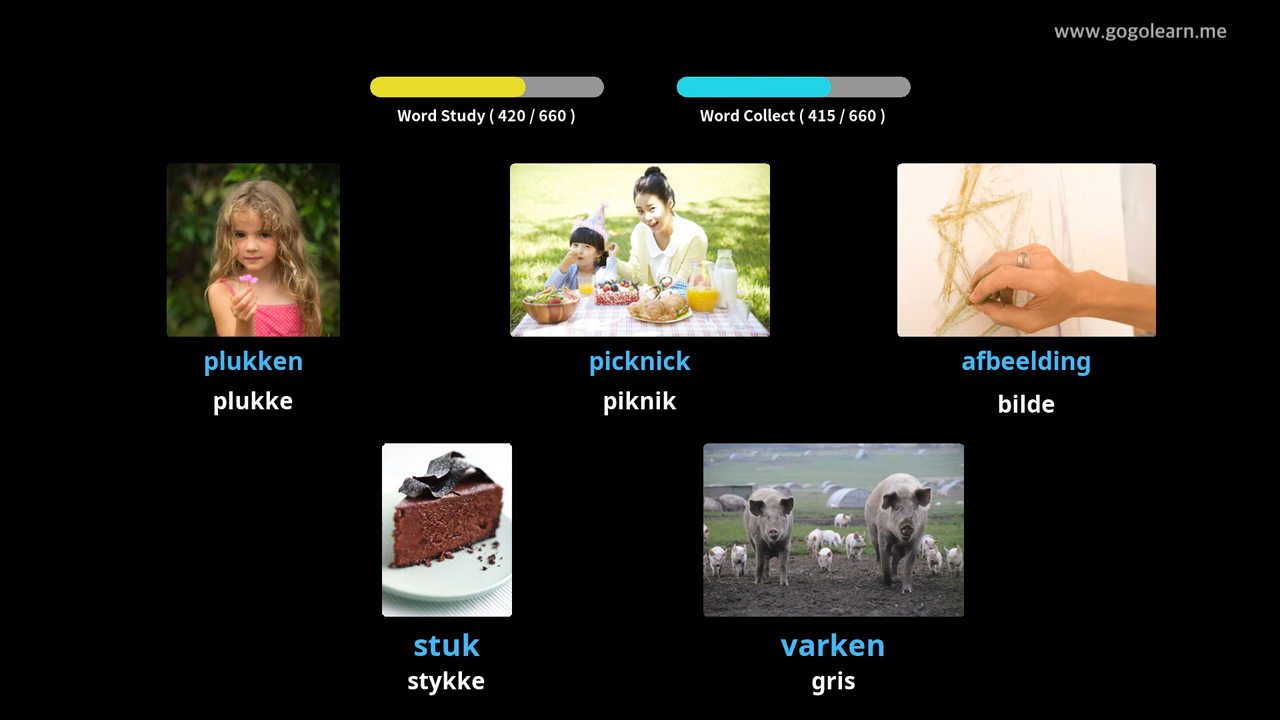 www.gogolearn.me
Word Study ( 420 / 660 )
Word Collect ( 415 / 660 )
plukken
plukke
picknick
piknik
afbeelding
bilde
stuk
stykke
varken
gris